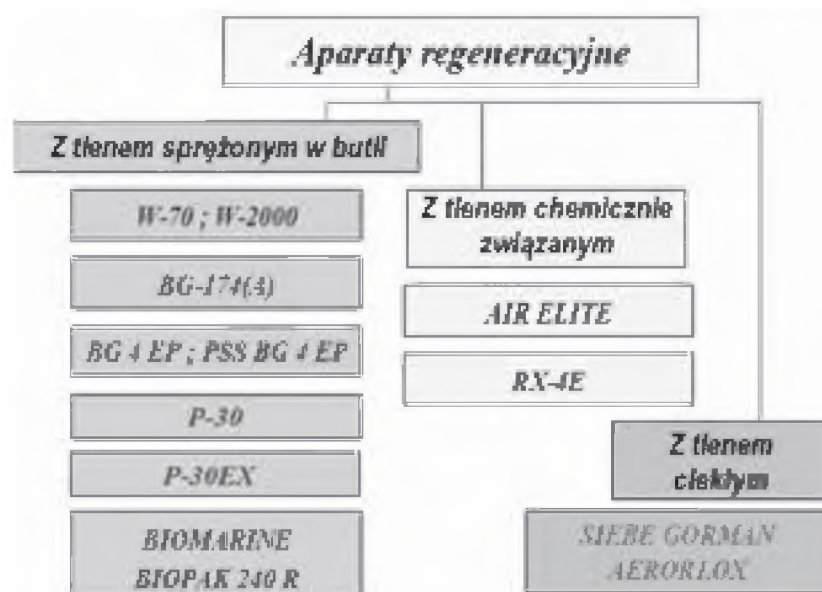 Aparaty regeneracyjne
Z tlenem sprężonym w butli
W-70 ; W-2000
BG-174(A)
BG 4 EP ; PSS BG 4 EP
P-30
P-30EX
BIOMARINE
BIOPAK 240 R
Z tlenem chemicznie
związanym
AIR ELITE
RX-4E
Z tlenem
ciekłym
SIEBE GORMAN
AERORLOX